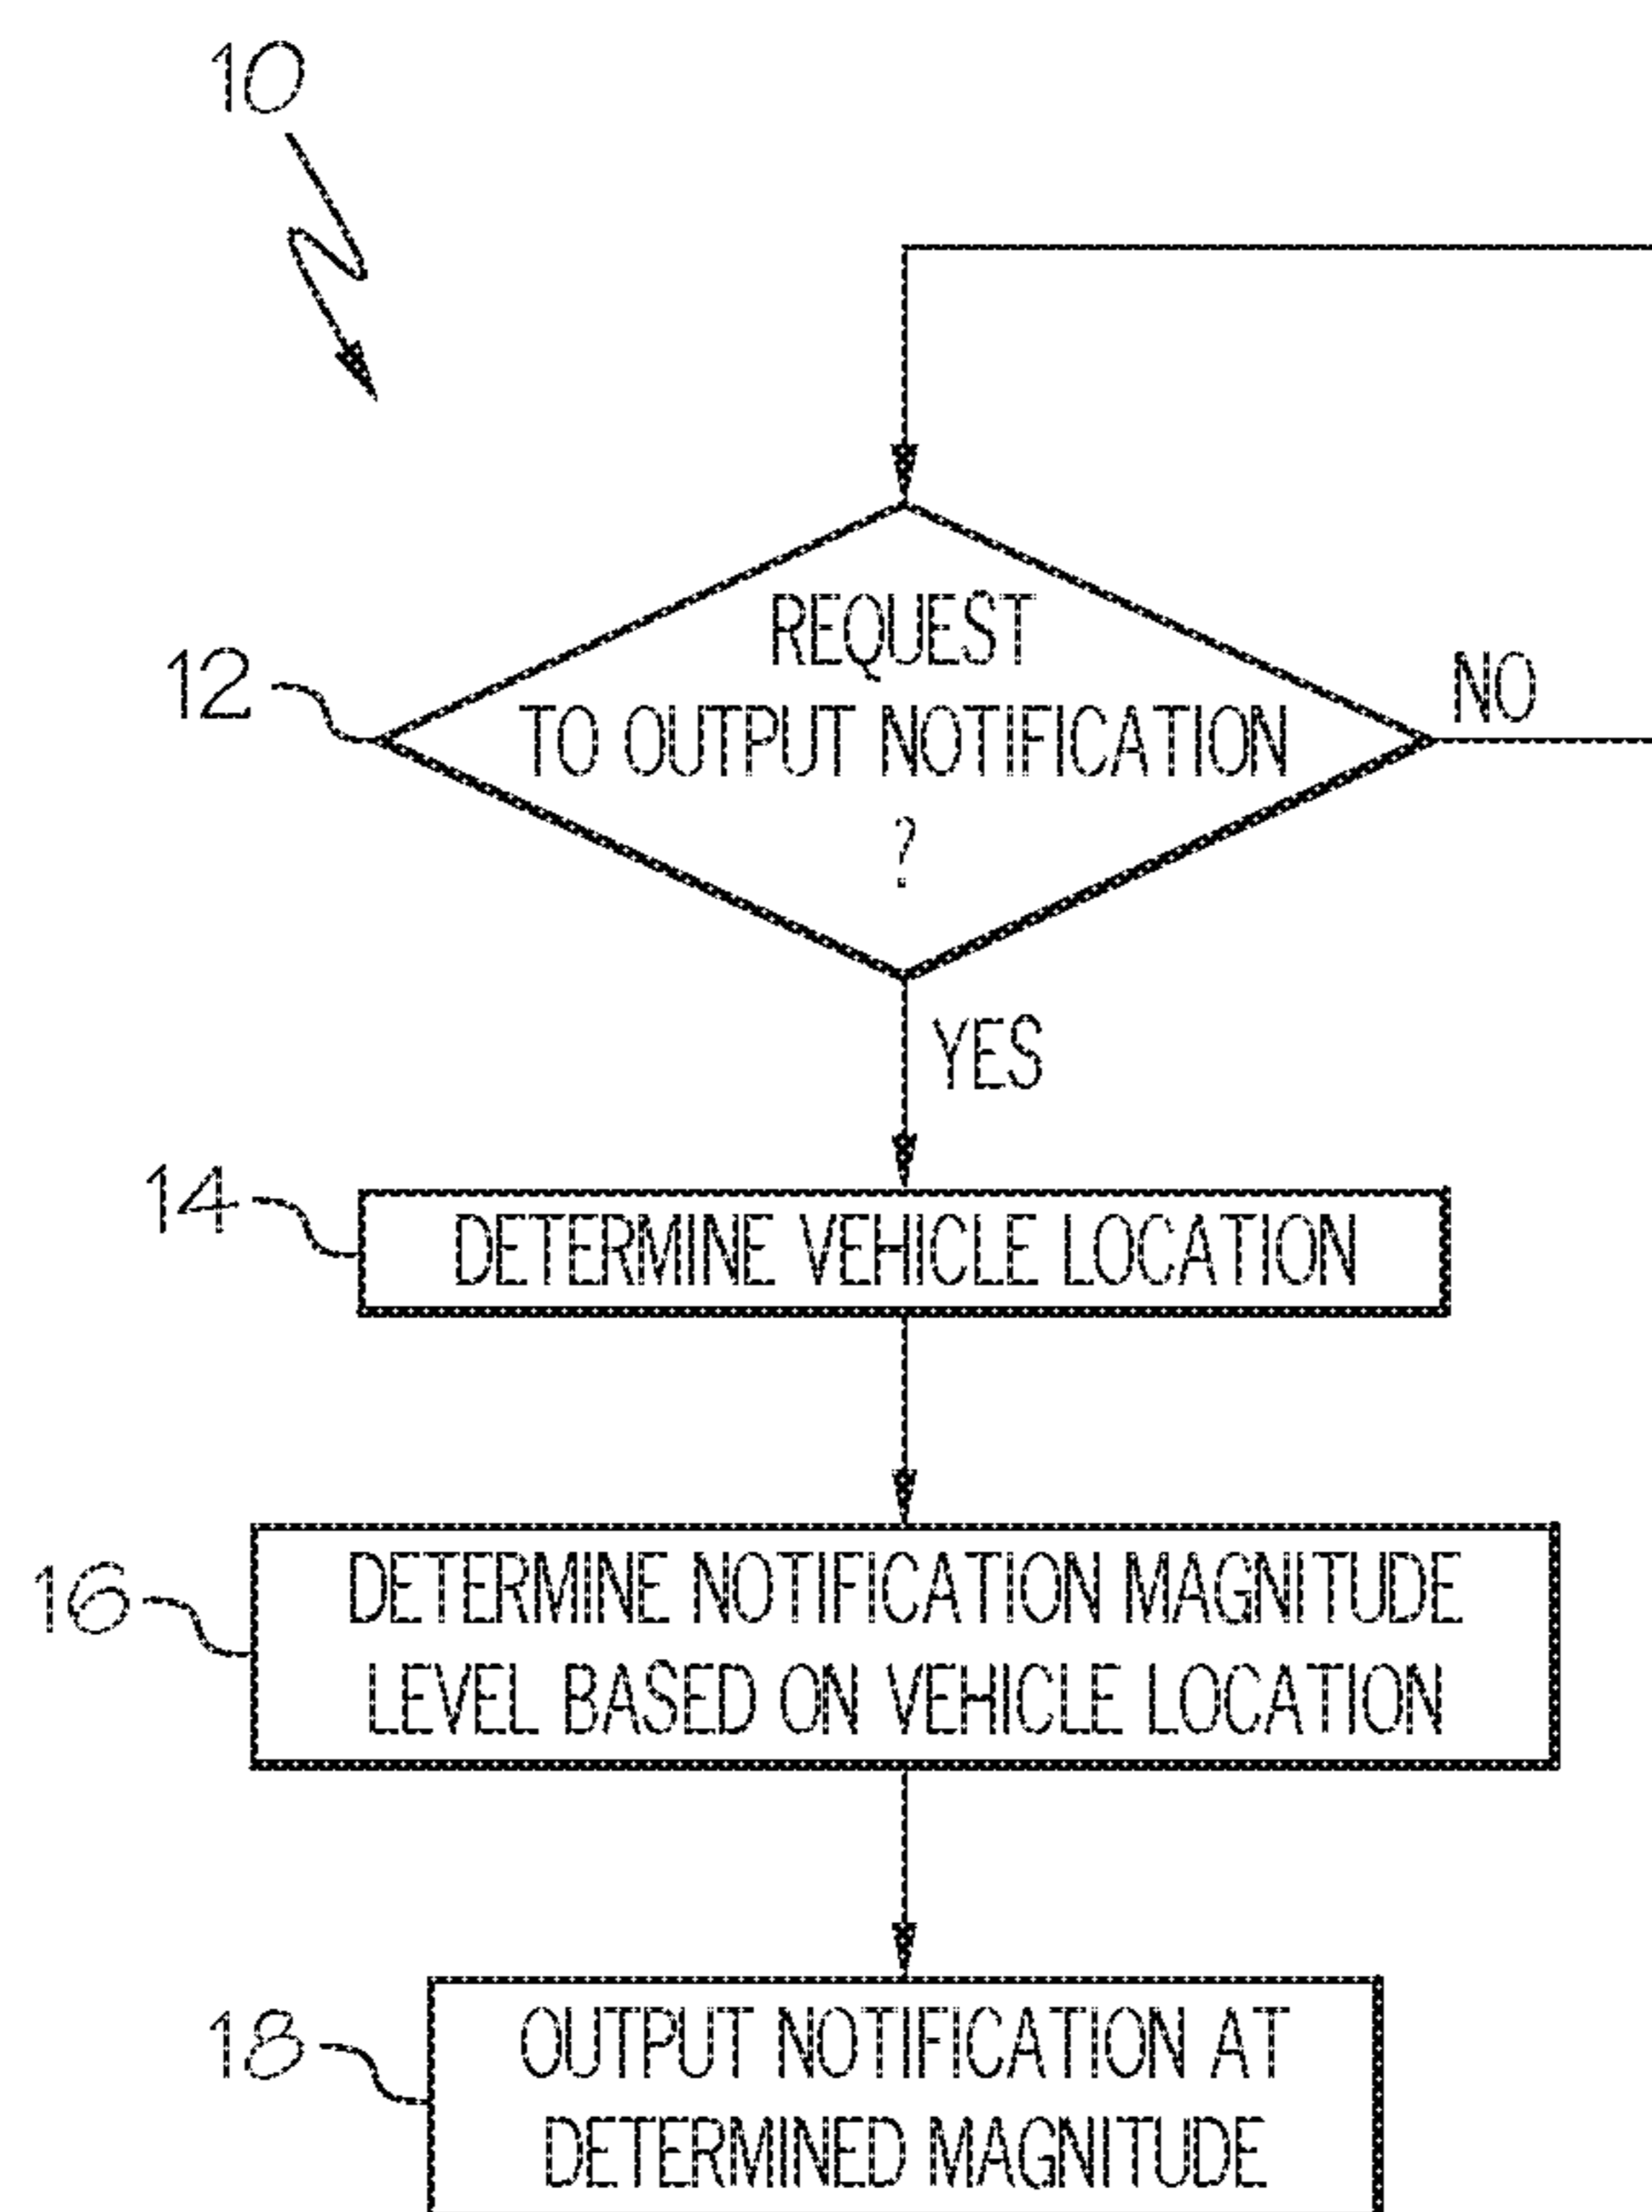 10
12
REQUEST
TO OUTPUT NOTIFICATION
?
NO
YES
14
DETERMINE VEHICLE LOCATION
16
DETERMINE NOTIFICATION MAGNITUDE
LEVEL BASED ON VEHICLE LOCATION
18
OUTPUT NOTIFICATION AT
DETERMINED MAGNITUDE